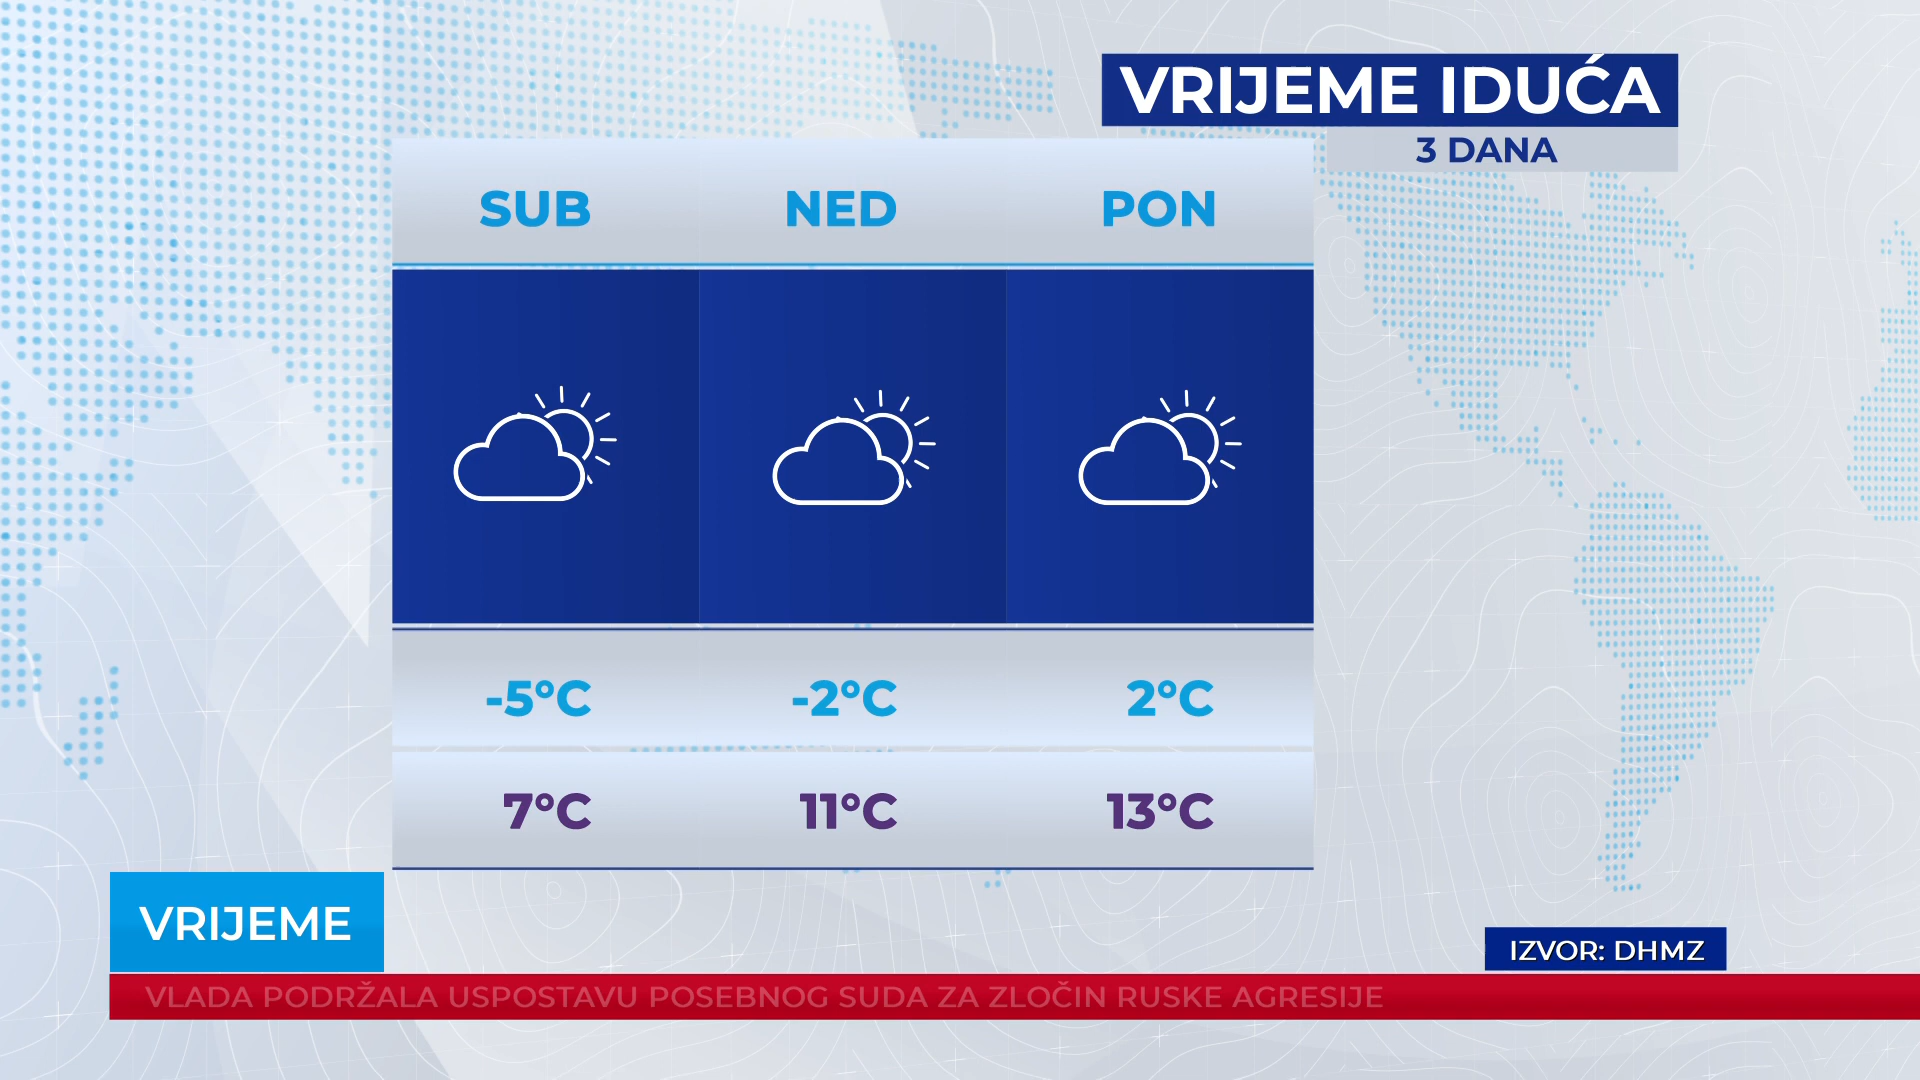 VRIJEME IDUĆA
3 DANA
SUB NED PON
-5°C -2°C 2°C
7°C 11°C 13°C
VRIJEME
IZVOR: DHMZ
VLADA PODRŽALA USPOSTAVU POSEBNOG SUDA ZA ZLOČIN RUSKE AGRESIJE